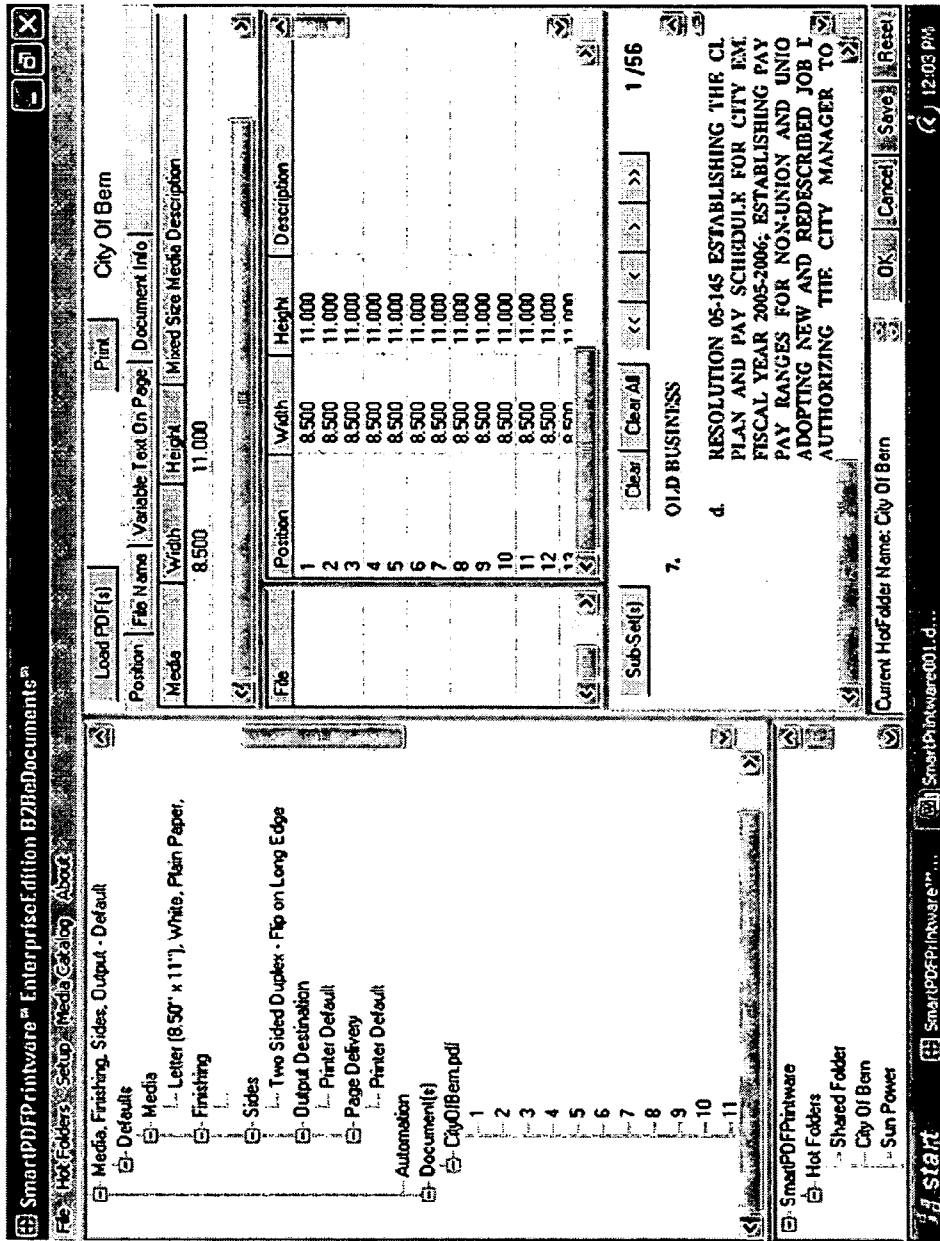 SmartPDFPrintware℠ EnterpriseEdition B2BeDocuments℠
File Hot Folders Setup Media Catalog About
Media, Finishing, Sides, Output - Default
Defaults
Media
Letter (8.50" x 11"), White, Plain Paper,
Finishing
Sides
Two Sided Duplex - Flip on Long Edge
Output Destination
Printer Default
Page Delivery
Printer Default
Automation
Document(s)
CityOfBern.pdf
1
2
3
4
5
6
7
8
9
10
11
SmartPDFPrintware
Hot Folders
Shared Folder
City Of Bern
Sun Power
Load PDF(s) Print City Of Bern
Position File Name Variable Text On Page Document Info
Media Width Height Mixed Size Media Description
8.500 11.000
File
Position Width Height Description
1 8.500 11.000
2 8.500 11.000
3 8.500 11.000
4 8.500 11.000
5 8.500 11.000
6 8.500 11.000
7 8.500 11.000
8 8.500 11.000
9 8.500 11.000
10 8.500 11.000
11 8.500 11.000
12 8.500 11.000
13 8.500 11.000
Sub-Set(s) Clear Clear All << < > >> 1 /56
7. OLD BUSINESS
d. RESOLUTION 05-145 ESTABLISHING THE CL
PLAN AND PAY SCHEDULE FOR CITY EM
FISCAL YEAR 2005-2006; ESTABLISHING PAY
PAY RANGES FOR NON-UNION AND UNIO
ADOPTING NEW AND REDESCRIBED JOB D
AUTHORIZING THE CITY MANAGER TO
Current HotFolder Name: City Of Bern OK Cancel Save Reset
start SmartPDFPrintware℠... SmartPrintware001.d... 12:03 PM